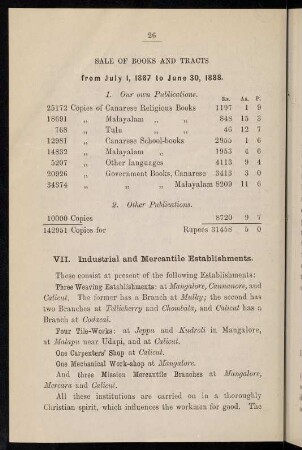 26
SALE OF BOOKS AND TRACTS
from July 1, 1887 to June 30, 1888.
1. Our own Publications.
Rs. As. P.
25172 Copies of Canarese Religious Books 1197 1 9
18691 „ Malayalam „ „ 848 15 3
768 „ Tulu „ „ 46 12 7
12981 „ Canarese School-books 2955 1 6
14832 „ Malayalam „ 1953 4 6
5207 „ Other languages 4113 9 4
20926 „ Government Books, Canarese 3413 3 0
34374 „ „ „ Malayalam 8209 11 6
2. Other Publications.
10000 Copies 8720 9 7
142951 Copies for Rupees 31458 5 0
VII. Industrial and Mercantile Establishments.
These consist at present of the following Establishments:
Three Weaving Establishments: at Mangalore, Cannanore, and
Calicut. The former has a Branch at Mulky; the second has
two Branches at Tellicherry and Chombala, and Calicut has a
Branch at Codacal.
Four Tile-Works: at Jeppu and Kudroli in Mangalore,
at Malapu near Udapi, and at Calicut.
One Carpenters' Shop at Calicut.
One Mechanical Work-shop at Mangalore.
And three Mission Mercantile Branches at Mangalore,
Mercara and Calicut.
All these institutions are carried on in a thoroughly
Christian spirit, which influences the workmen for good. The